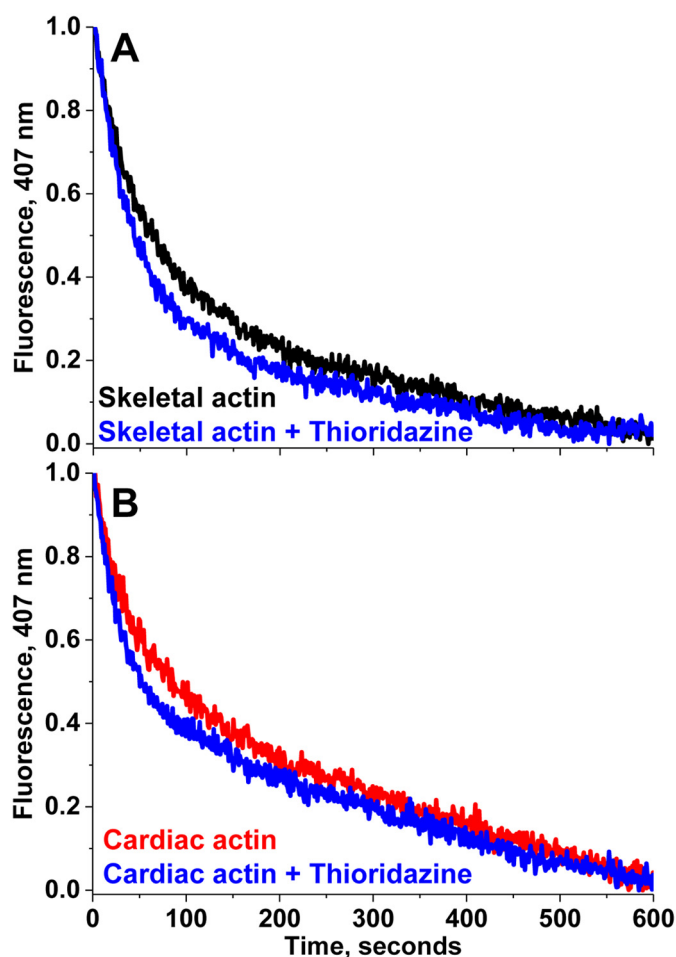 A
Fluorescence, 407 nm
1.0
0.8
0.6
0.4
0.2
0.0
Skeletal actin
Skeletal actin + Thioridazine
B
Fluorescence, 407 nm
1.0
0.8
0.6
0.4
0.2
0.0
Cardiac actin
Cardiac actin + Thioridazine
0 100 200 300 400 500 600
Time, seconds